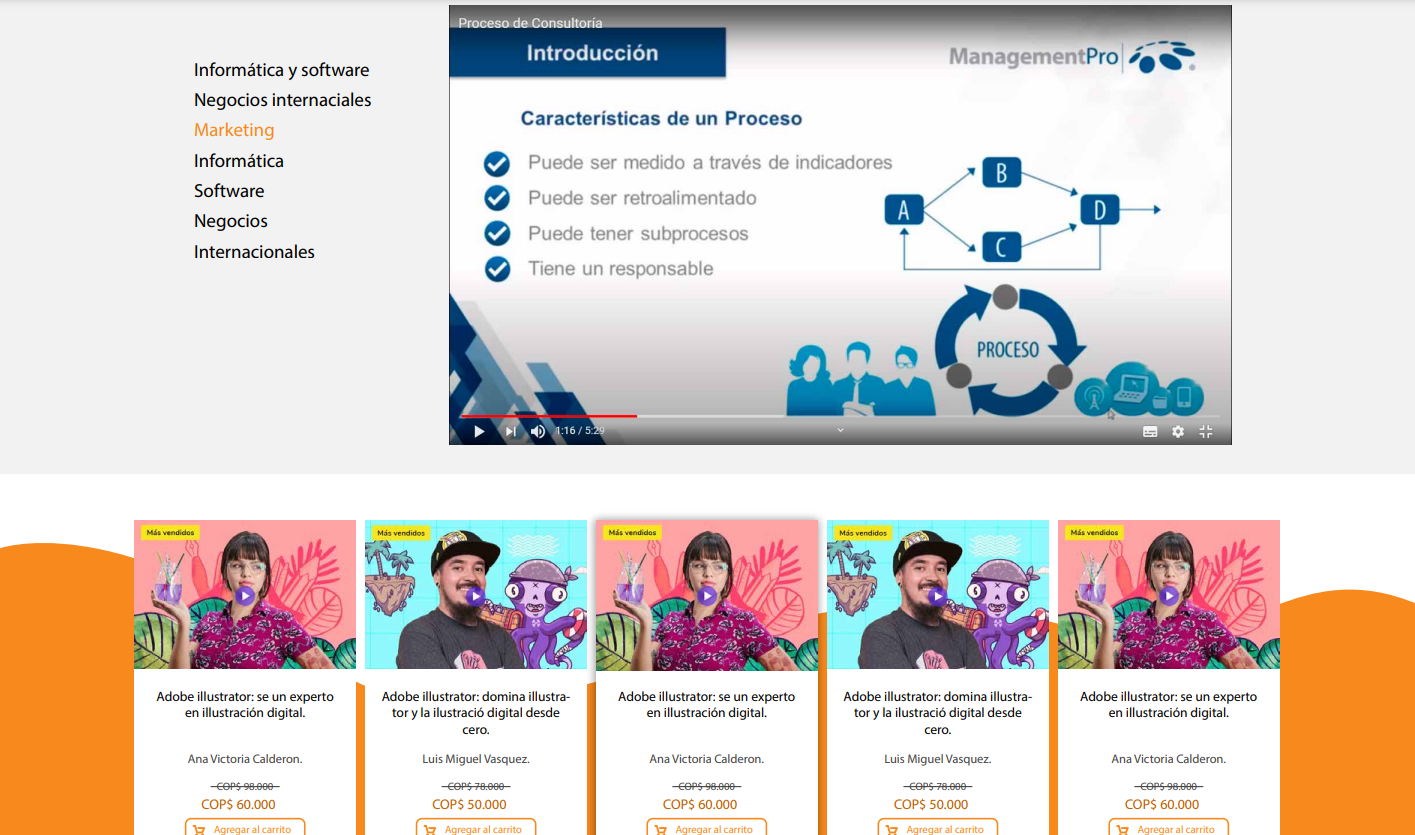 Informática y software
Negocios internaciales
Marketing
Informática
Software
Negocios
Internacionales
Proceso de Consultoría
Introducción
ManagementPro
Características de un Proceso
Puede ser medido a través de indicadores
Puede ser retroalimentado
Puede tener subprocesos
Tiene un responsable
A
B
C
D
PROCESO
1:16 / 5:29
Más vendidos
Adobe illustrator: se un experto
en illustración digital.
Ana Victoria Calderon.
COP$ 98.000
COP$ 60.000
Agregar al carrito
Más vendidos
Adobe illustrator: domina illustra-
tor y la ilustració digital desde
cero.
Luis Miguel Vasquez.
COP$ 78.000
COP$ 50.000
Agregar al carrito
Más vendidos
Adobe illustrator: se un experto
en illustración digital.
Ana Victoria Calderon.
COP$ 98.000
COP$ 60.000
Agregar al carrito
Más vendidos
Adobe illustrator: domina illustra-
tor y la ilustració digital desde
cero.
Luis Miguel Vasquez.
COP$ 78.000
COP$ 50.000
Agregar al carrito
Más vendidos
Adobe illustrator: se un experto
en illustración digital.
Ana Victoria Calderon.
COP$ 98.000
COP$ 60.000
Agregar al carrito